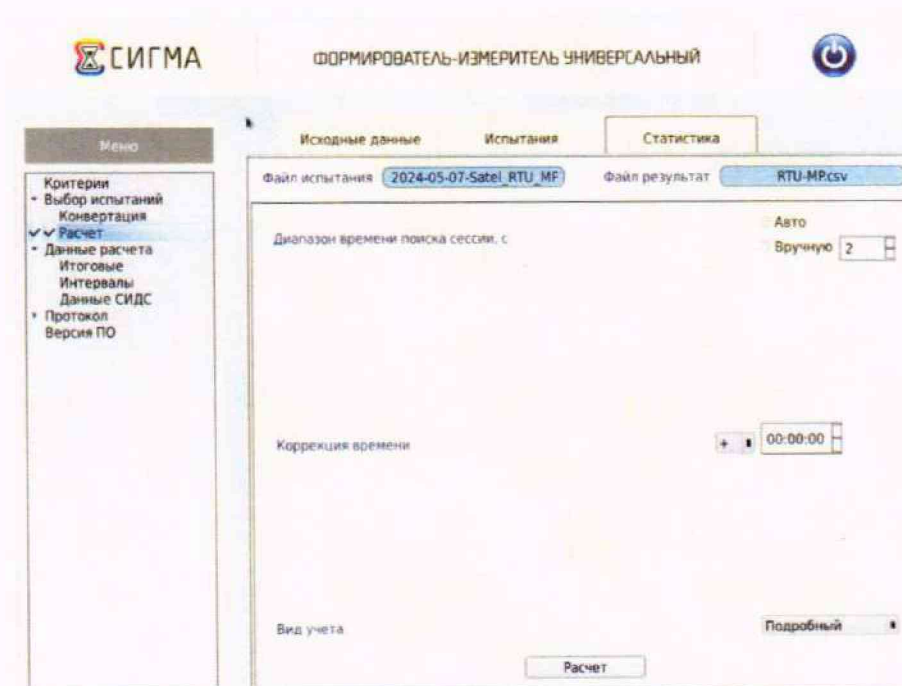 СИГМА
ФОРМИРОВАТЕЛЬ-ИЗМЕРИТЕЛЬ УНИВЕРСАЛЬНЫЙ
Меню
Критерии
Выбор испытаний
Конвертация
Расчет
Данные расчета
Итоговые
Интервалы
Данные СИДС
Протокол
Версия ПО
Исходные данные Испытания Статистика
Файл испытания 2024-05-07-Satel_RTU_MF Файл результат RTU-MP.csv
Диапазон времени поиска сессии, с
Авто
Вручную 2
Коррекция времени + 00:00:00
Вид учета Подробный
Расчет